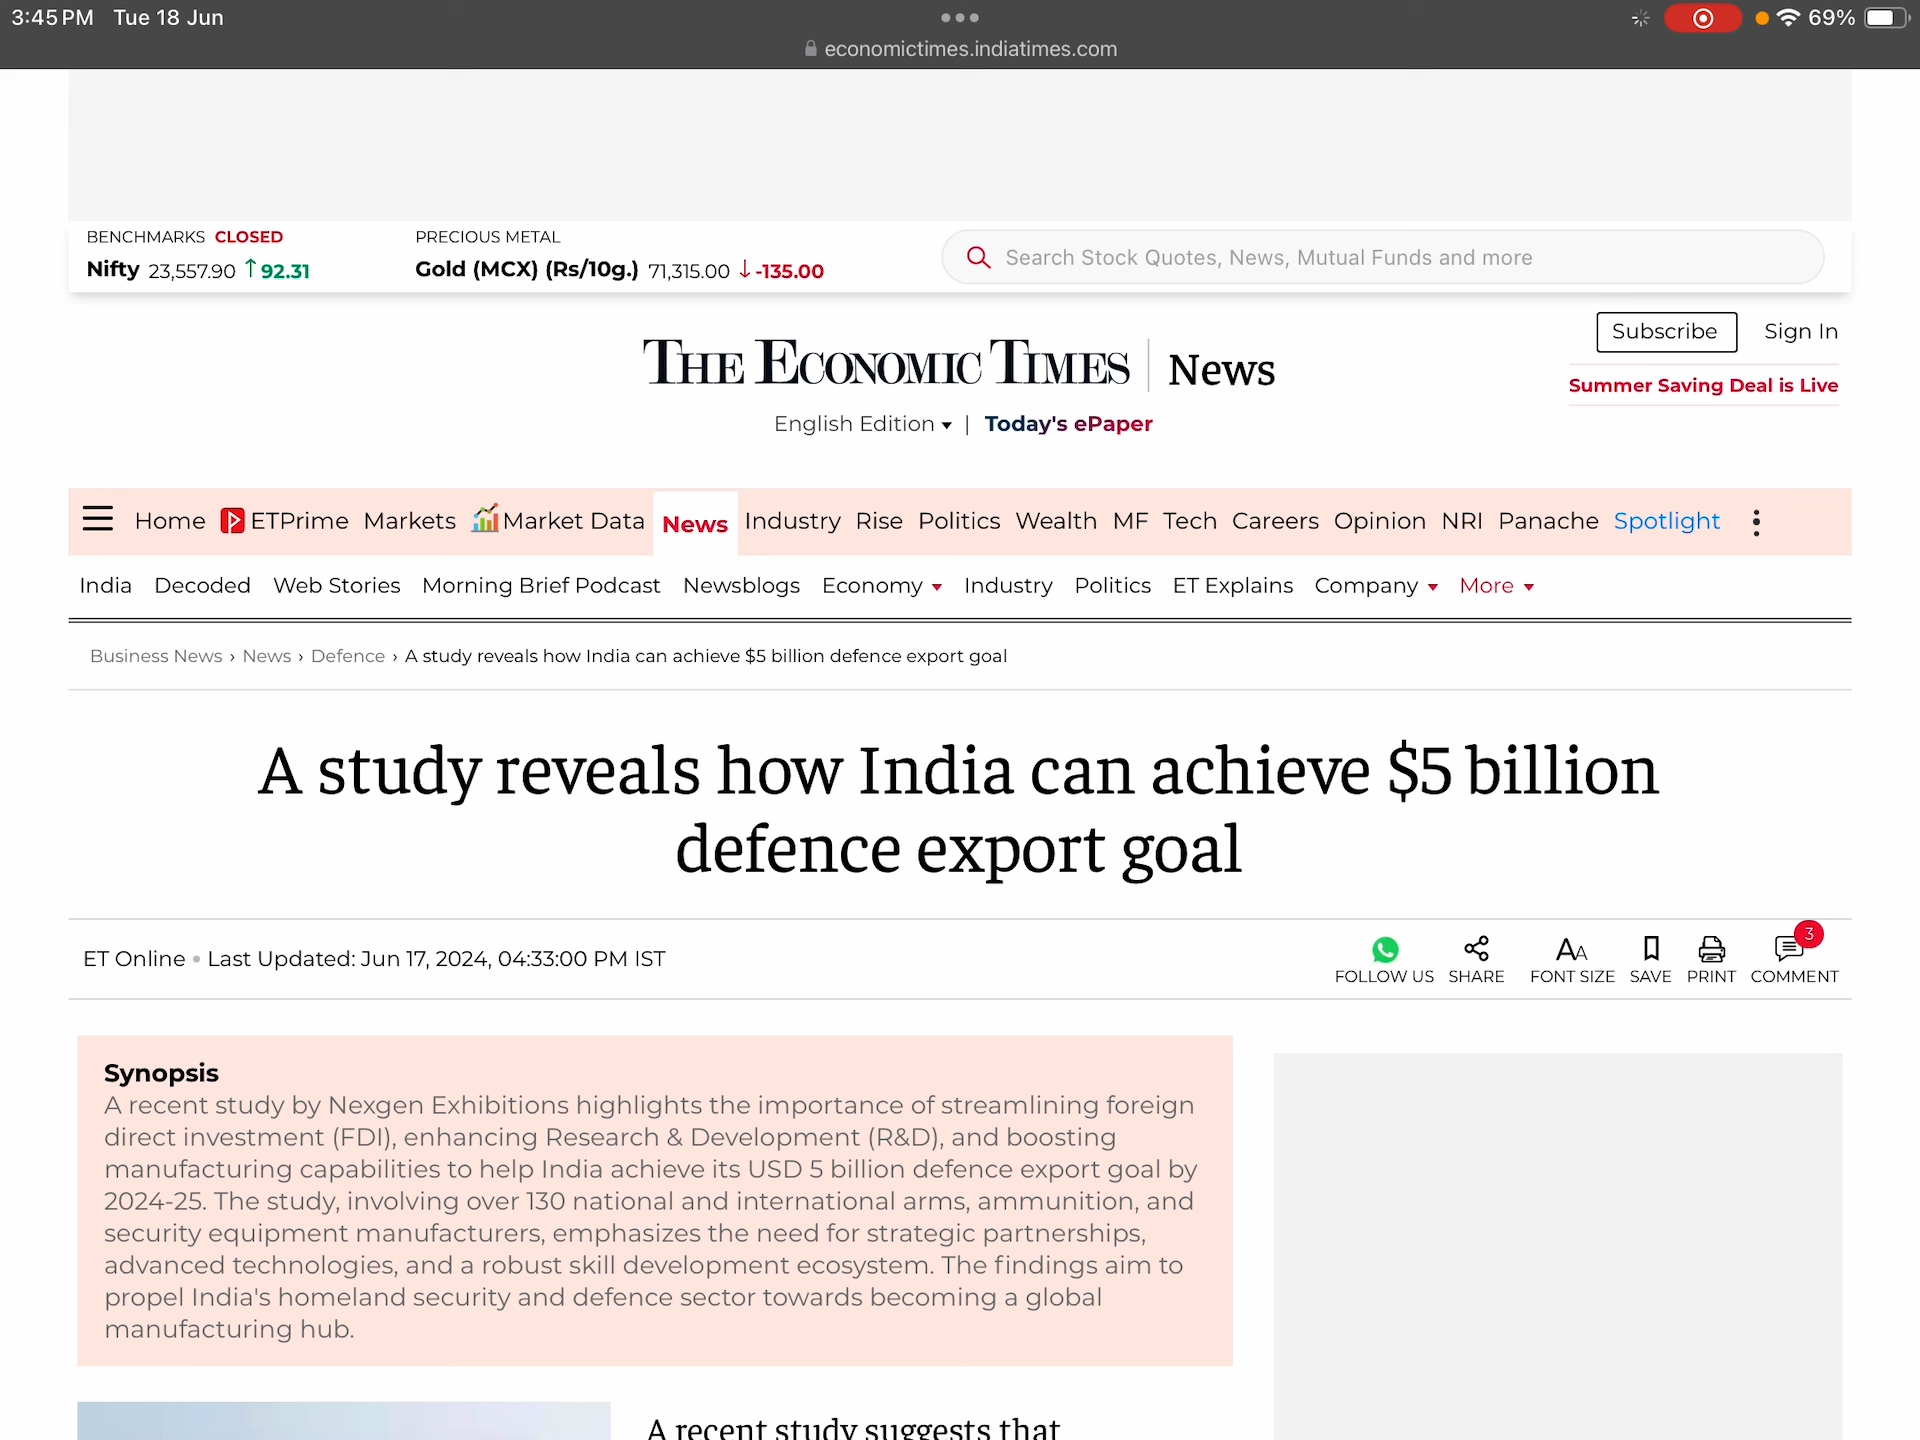 3:45 PM Tue 18 Jun
69%
economictimes.indiatimes.com
BENCHMARKS CLOSED
Nifty 23,557.90 ↑ 92.31
PRECIOUS METAL
Gold (MCX) (Rs/10g.) 71,315.00 ↓ -135.00
Search Stock Quotes, News, Mutual Funds and more
Subscribe Sign In
THE ECONOMIC TIMES | News
Summer Saving Deal is Live
English Edition ▾ | Today's ePaper
Home ETPrime Markets Market Data News Industry Rise Politics Wealth MF Tech Careers Opinion NRI Panache Spotlight
India Decoded Web Stories Morning Brief Podcast Newsblogs Economy ▾ Industry Politics ET Explains Company ▾ More ▾
Business News › News › Defence › A study reveals how India can achieve $5 billion defence export goal
A study reveals how India can achieve $5 billion
defence export goal
ET Online • Last Updated: Jun 17, 2024, 04:33:00 PM IST
3
FOLLOW US SHARE FONT SIZE SAVE PRINT COMMENT
Synopsis
A recent study by Nexgen Exhibitions highlights the importance of streamlining foreign
direct investment (FDI), enhancing Research & Development (R&D), and boosting
manufacturing capabilities to help India achieve its USD 5 billion defence export goal by
2024-25. The study, involving over 130 national and international arms, ammunition, and
security equipment manufacturers, emphasizes the need for strategic partnerships,
advanced technologies, and a robust skill development ecosystem. The findings aim to
propel India's homeland security and defence sector towards becoming a global
manufacturing hub.
A recent study suggests that